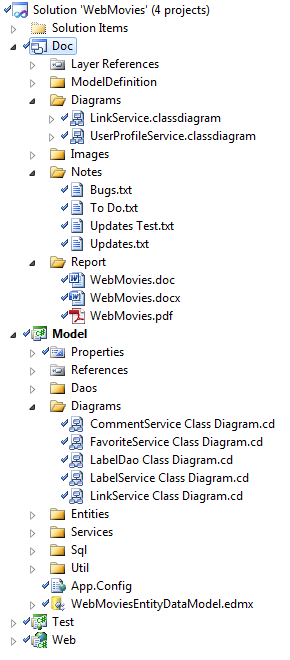 Solution 'WebMovies' (4 projects)
Solution Items
Doc
Layer References
ModelDefinition
Diagrams
LinkService.classdiagram
UserProfileService.classdiagram
Images
Notes
Bugs.txt
To Do.txt
Updates Test.txt
Updates.txt
Report
WebMovies.doc
WebMovies.docx
WebMovies.pdf
Model
Properties
References
Daos
Diagrams
CommentService Class Diagram.cd
FavoriteService Class Diagram.cd
LabelDao Class Diagram.cd
LabelService Class Diagram.cd
LinkService Class Diagram.cd
Entities
Services
Sql
Util
App.Config
WebMoviesEntityDataModel.edmx
Test
Web